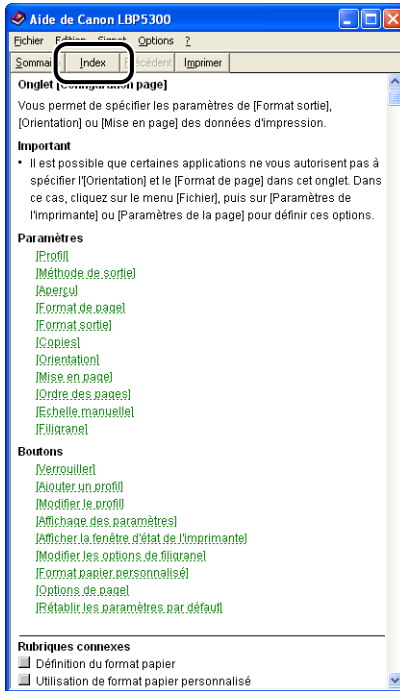 Aide de Canon LBP5300
Fichier Edition Signet Options ?
Sommaire Index Précédent Imprimer
Onglet [Configuration page]
Vous permet de spécifier les paramètres de [Format sortie],
[Orientation] ou [Mise en page] des données d'impression.
Important
• Il est possible que certaines applications ne vous autorisent pas à
spécifier l'[Orientation] et le [Format de page] dans cet onglet. Dans
ce cas, cliquez sur le menu [Fichier], puis sur [Paramètres de
l'imprimante] ou [Paramètres de la page] pour définir ces options.
Paramètres
[Profil]
[Méthode de sortie]
[Aperçu]
[Format de page]
[Format sortie]
[Copies]
[Orientation]
[Mise en page]
[Ordre des pages]
[Echelle manuelle]
[Filigrane]
Boutons
[Verrouiller]
[Ajouter un profil]
[Modifier le profil]
[Affichage des paramètres]
[Afficher la fenêtre d'état de l'imprimante]
[Modifier les options de filigrane]
[Format papier personnalisé]
[Options de page]
[Rétablir les paramètres par défaut]
Rubriques connexes
Définition du format papier
Utilisation de format papier personnalisé